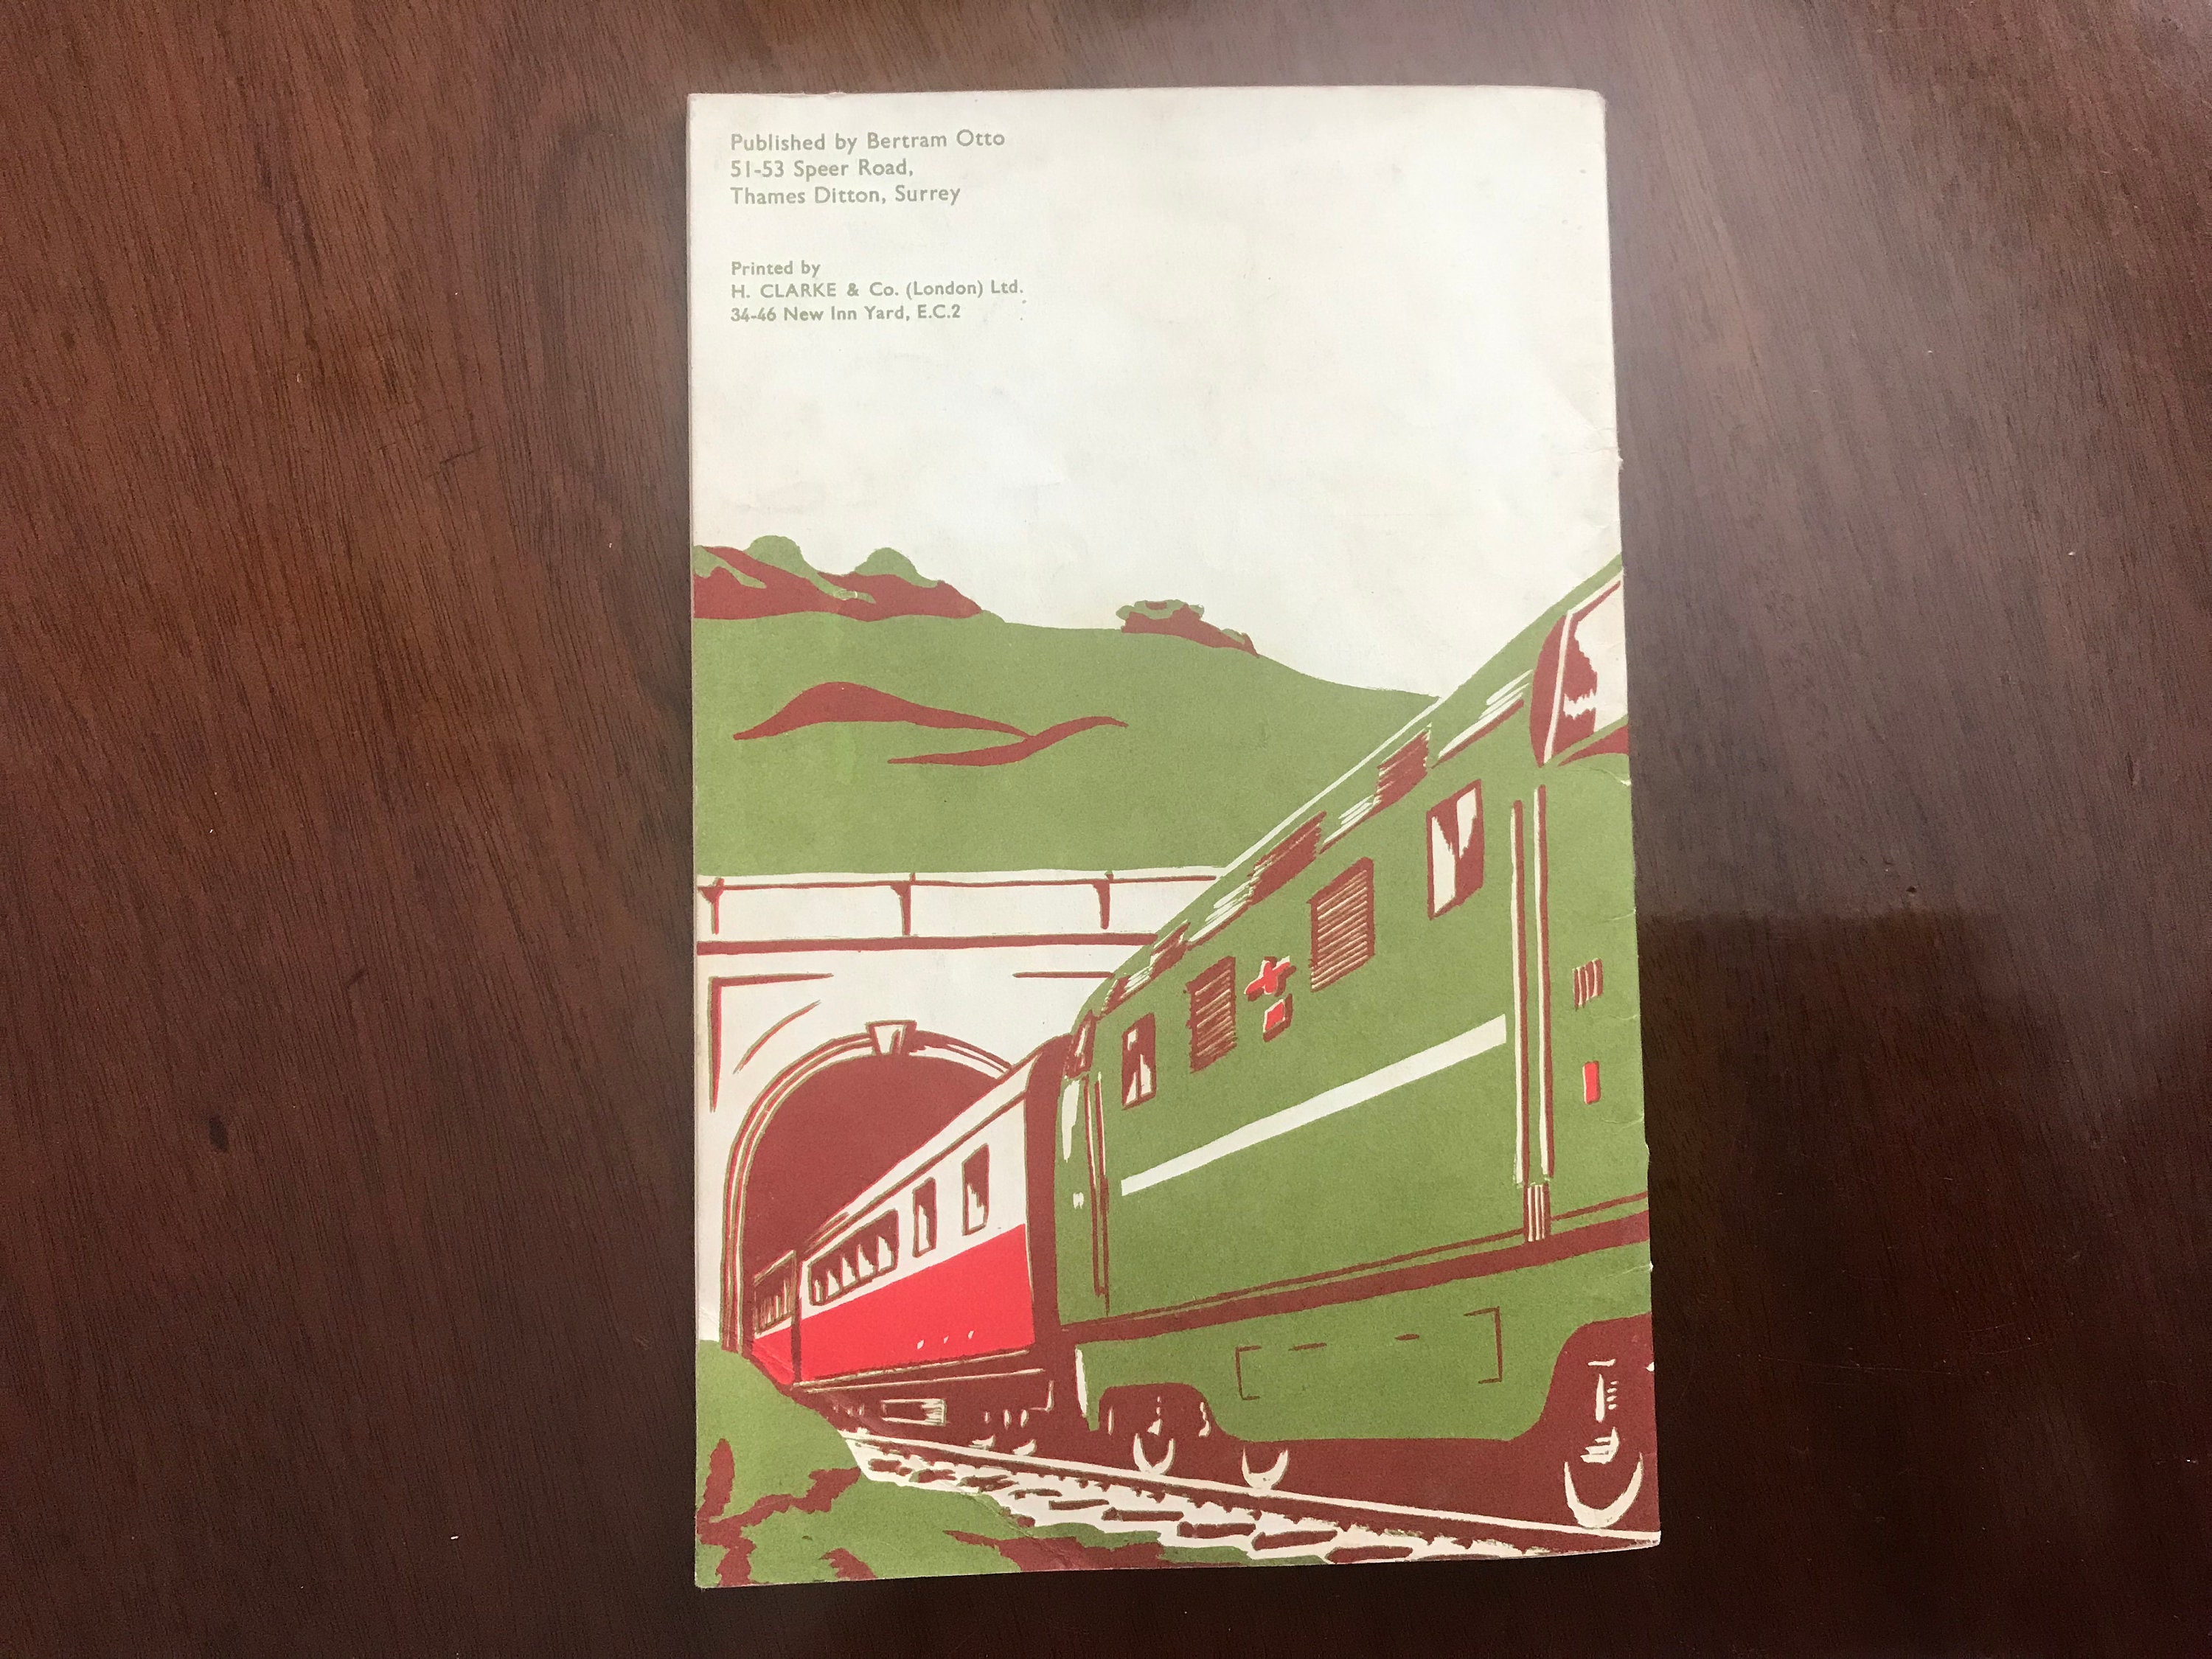 Published by Bertram Otto
51-53 Speer Road,
Thames Ditton, Surrey
Printed by
H. CLARKE & Co. (London) Ltd.
34-46 New Inn Yard, E.C.2